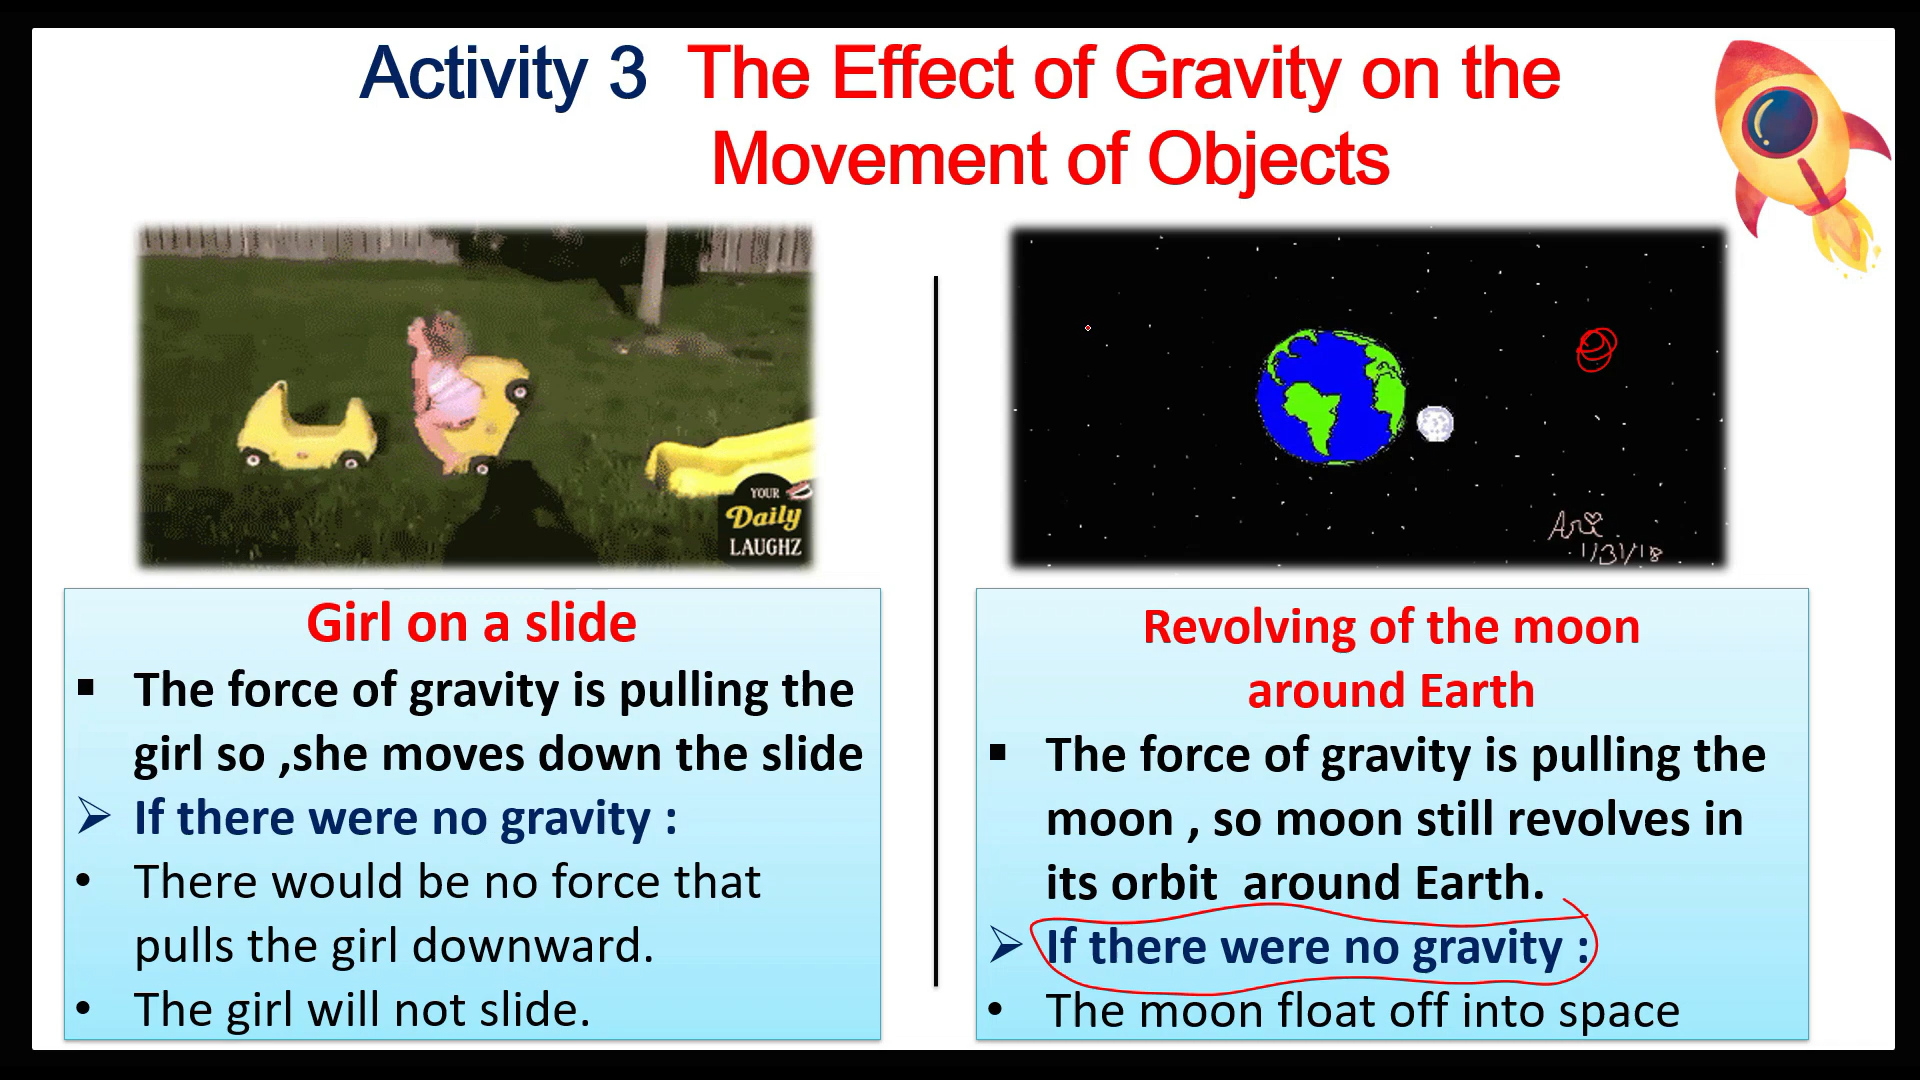 Activity 3 The Effect of Gravity on the
Movement of Objects
YOUR
Daily
LAUGHZ
Ari
1/31/18
Girl on a slide
▪ The force of gravity is pulling the
girl so ,she moves down the slide
➢ If there were no gravity :
• There would be no force that
pulls the girl downward.
• The girl will not slide.
Revolving of the moon
around Earth
▪ The force of gravity is pulling the
moon , so moon still revolves in
its orbit around Earth.
➢ If there were no gravity :
• The moon float off into space